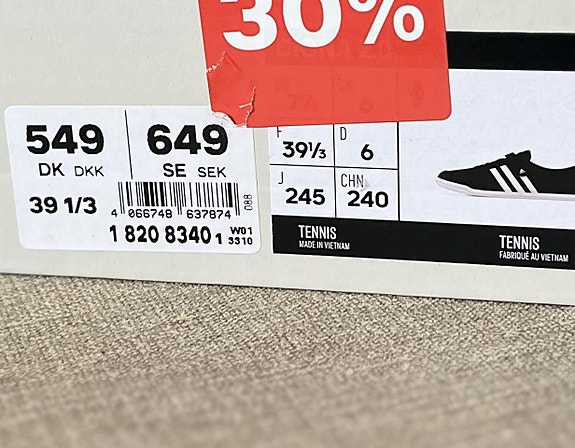 30%
549
DK DKK
649
SE SEK
39 1/3
4 066748 637874
088
1 820 8340 1
W01
3310
F
39⅓
D
6
J
245
CHN
240
TENNIS
MADE IN VIETNAM
TENNIS
FABRIQUÉ AU VIETNAM